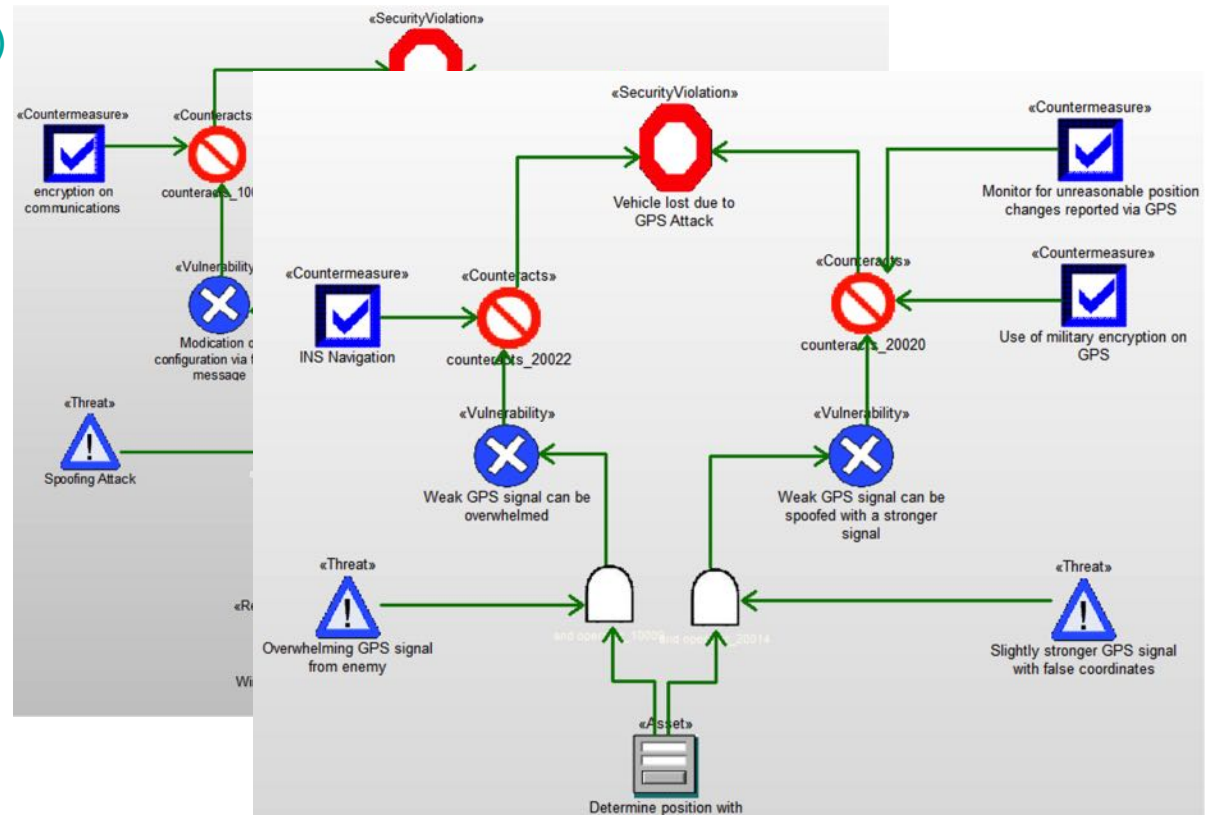 «SecurityViolation»
«Countermeasure»
«Counteracts
encryption on
communications
«Vulnerability
Modication
configuration via
message
«Threat»
Spoofing Attack
«SecurityViolation»
Vehicle lost due to
GPS Attack
«Countermeasure»
Monitor for unreasonable position
changes reported via GPS
«Countermeasure»
Use of military encryption on
GPS
«Countermeasure»
INS Navigation
«Counteracts»
counteracts_20022
«Counteracts»
counteracts_20020
«Vulnerability»
Weak GPS signal can be
overwhelmed
«Vulnerability»
Weak GPS signal can be
spoofed with a stronger
signal
«Threat»
Overwhelming GPS signal
from enemy
«Threat»
Slightly stronger GPS signal
with false coordinates
and operator_20014
«Asset»
Determine position with